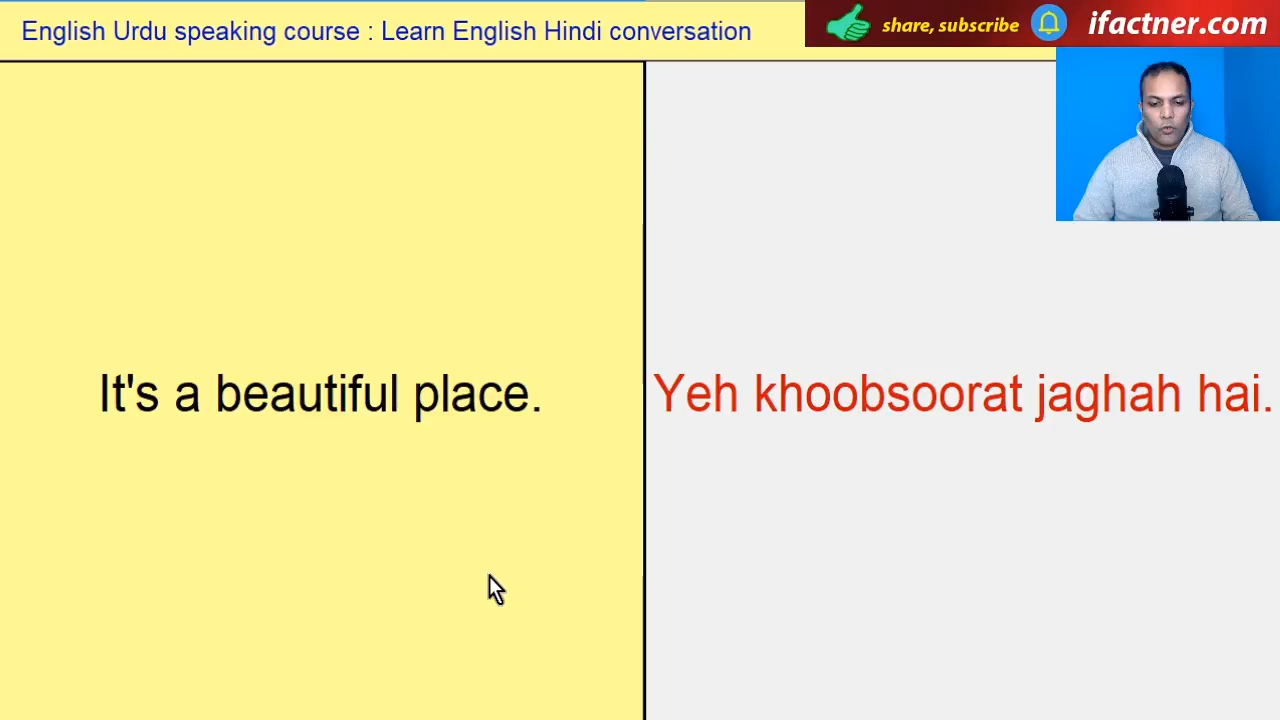 English Urdu speaking course : Learn English Hindi conversation
share, subscribe
ifactner.com
It's a beautiful place.
Yeh khoobsoorat jaghah hai.